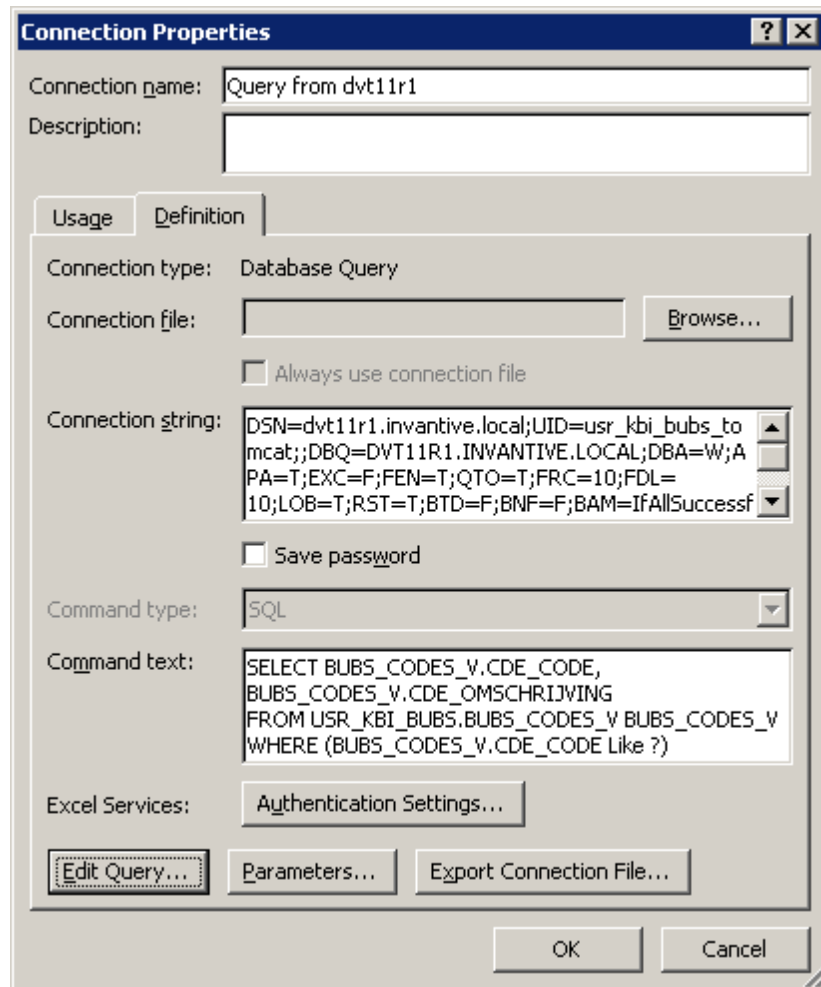 Connection Properties
Connection name: Query from dvt11r1
Description:
Usage Definition
Connection type: Database Query
Connection file: Browse...
Always use connection file
Connection string: DSN=dvt11r1.invantive.local;UID=usr_kbi_bubs_to
mcat;;DBQ=DVT11R1.INVANTIVE.LOCAL;DBA=W;A
PA=T;EXC=F;FEN=T;QTO=T;FRC=10;FDL=
10;LOB=T;RST=T;BTD=F;BNF=F;BAM=IfAllSuccessf
Save password
Command type: SQL
Command text: SELECT BUBS_CODES_V.CDE_CODE,
BUBS_CODES_V.CDE_OMSCHRIJVING
FROM USR_KBI_BUBS.BUBS_CODES_V BUBS_CODES_V
WHERE (BUBS_CODES_V.CDE_CODE Like ?)
Excel Services: Authentication Settings...
Edit Query... Parameters... Export Connection File...
OK Cancel